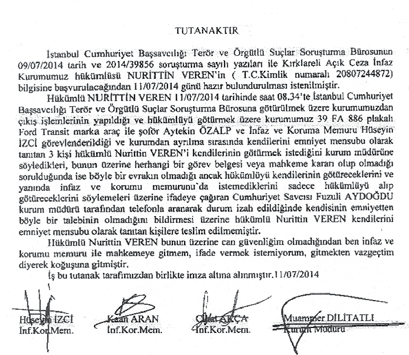 TUTANAKTIR
İstanbul Cumhuriyet Başsavcılığı Terör ve Örgütlü Suçlar Soruşturma Bürosunun
09/07/2014 tarih ve 2014/39856 soruşturma sayılı yazıları ile Kırklareli Açık Ceza İnfaz
Kurumumuz hükümlüsü NURİTTİN VEREN'in ( T.C.Kimlik numaralı 20807244872)
bilgisine başvurulacağından 11/07/2014 günü hazır bulundurulması istenilmiştir.
Hükümlü NURİTTİN VEREN 11/07/2014 tarihinde saat 08.34'te İstanbul Cumhuriyet
Başsavcılığı Terör ve Örgütlü Suçlar Soruşturma Bürosuna götürülmek üzere kurumumuzdan
çıkış işlemlerinin yapıldığı ve hükümlüyü götürmek üzere kurumumuz 39 FA 886 plakalı
Ford Transit marka araç ile şoför Aytekin ÖZALP ve İnfaz ve Koruma Memuru Hüseyin
İZCİ görevlendirildiği ve kurumdan ayrılma sırasında kendilerini emniyet mensubu olarak
tanıtan 3 kişi hükümlü Nurittin VEREN' i kendilerinin götürmek istediğini kurum müdürüne
söyledikleri, bunun üzerine herhangi bir görev belgesi veya mahkeme kararı olup olmadığı
sorulduğunda ise böyle bir evrakın olmadığı ancak hükümlüyü kendilerinin götüreceklerini ve
yanında infaz ve koruma memurunu'da istemediklerini sadece hükümlüyü alıp
götüreceklerini söylemeleri üzerine ifadeye çağıran Cumhuriyet Savcısı Fuzuli AYDOĞDU
kurum müdürü tarafından telefonla aranarak durum izah edildiğinde kendisinin emniyetten
böyle bir talebinin olmadığını bildirmesi üzerine hükümlü Nurittin VEREN kendilerini
emniyet mensubu olarak tanıtan kişilere teslim edilmemiştir.
Hükümlü Nurittin VEREN bunun üzerine can güvenliğim olmadığından ben infaz ve
koruma memuru ile mahkemeye gitmem, ifade vermek istemiyorum, gitmekten vazgeçtim
diyerek koğuşuna gitmiştir.
İş bu tutanak tarafımızdan birlikte imza altına alınmıştır.11/07/2014
Hüseyin İZCİ Kaan ARAN Cihat AKÇA Muammer DİLİTATLI
İnf.Kor.Mem. İnf.Kor.Mem. İnf.Kor.Mem. Kurum Müdürü